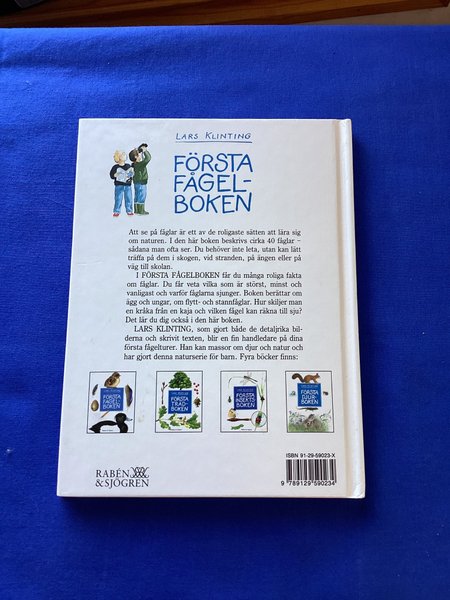 LARS KLINTING
FÖRSTA
FÅGEL-
BOKEN
Att se på fåglar är ett av de roligaste sätten att lära sig
om naturen. I den här boken beskrivs cirka 40 fåglar –
sådana man ofta ser. Du behöver inte leta, utan kan lätt
träffa på dem i skogen, vid stranden, på ängen eller på
väg till skolan.
I FÖRSTA FÅGELBOKEN får du många roliga fakta
om fåglar. Du får veta vilka som är störst, minst och
vanligast och varför fåglarna sjunger. Boken berättar om
ägg och ungar, om flytt- och stannfåglar. Hur skiljer man
en kråka från en kaja och vilken fågel kan räkna till sju?
Det lär du dig också i den här boken.
LARS KLINTING, som gjort både de detaljrika bil-
derna och skrivit texten, blir en fin handledare på dina
första fågelturer. Han kan massor om djur och natur och
har gjort denna naturserie för barn. Fyra böcker finns:
FÖRSTA
FÅGEL-
BOKEN
FÖRSTA
TRÄD-
BOKEN
FÖRSTA
INSEKTS
BOKEN
FÖRSTA
DJUR-
BOKEN
RABÉN
&SJÖGREN
ISBN 91-29-59023-X
9 789129 590234